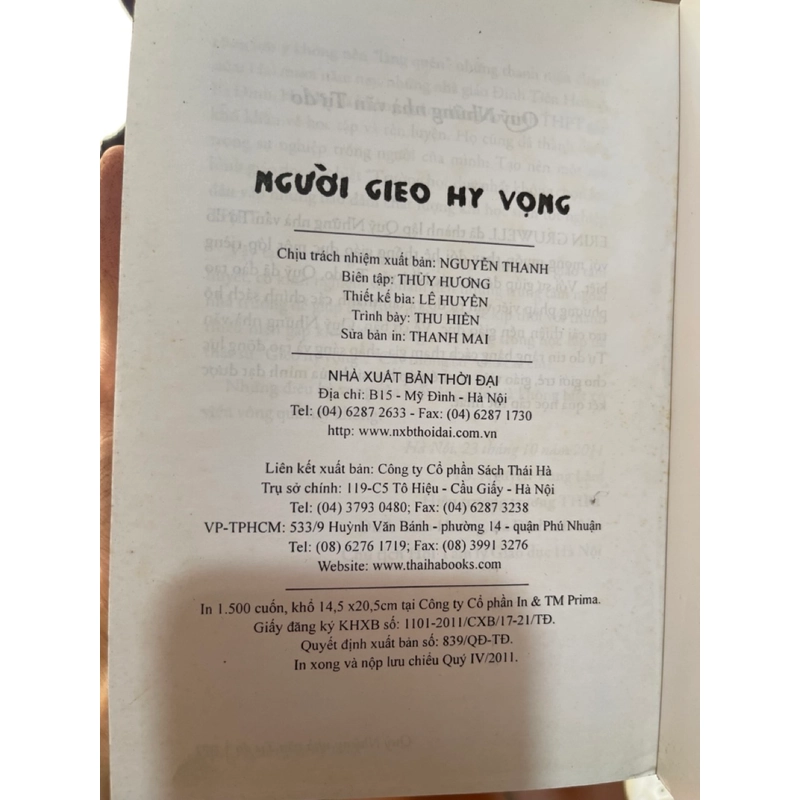 NGƯỜI GIEO HY VỌNG
Chịu trách nhiệm xuất bản: NGUYỄN THANH
Biên tập: THỦY HƯƠNG
Thiết kế bìa: LÊ HUYỀN
Trình bày: THU HIỀN
Sửa bản in: THANH MAI
NHÀ XUẤT BẢN THỜI ĐẠI
Địa chỉ: B15 - Mỹ Đình - Hà Nội
Tel: (04) 6287 2633 - Fax: (04) 6287 1730
http: www.nxbthoidai.com.vn
Liên kết xuất bản: Công ty Cổ phần Sách Thái Hà
Trụ sở chính: 119-C5 Tô Hiệu - Cầu Giấy - Hà Nội
Tel: (04) 3793 0480; Fax: (04) 6287 3238
VP-TPHCM: 533/9 Huỳnh Văn Bánh - phường 14 - quận Phú Nhuận
Tel: (08) 6276 1719; Fax: (08) 3991 3276
Website: www.thaihabooks.com
In 1.500 cuốn, khổ 14,5 x20,5cm tại Công ty Cổ phần In & TM Prima.
Giấy đăng ký KHXB số: 1101-2011/CXB/17-21/TĐ.
Quyết định xuất bản số: 839/QĐ-TĐ.
In xong và nộp lưu chiểu Quý IV/2011.